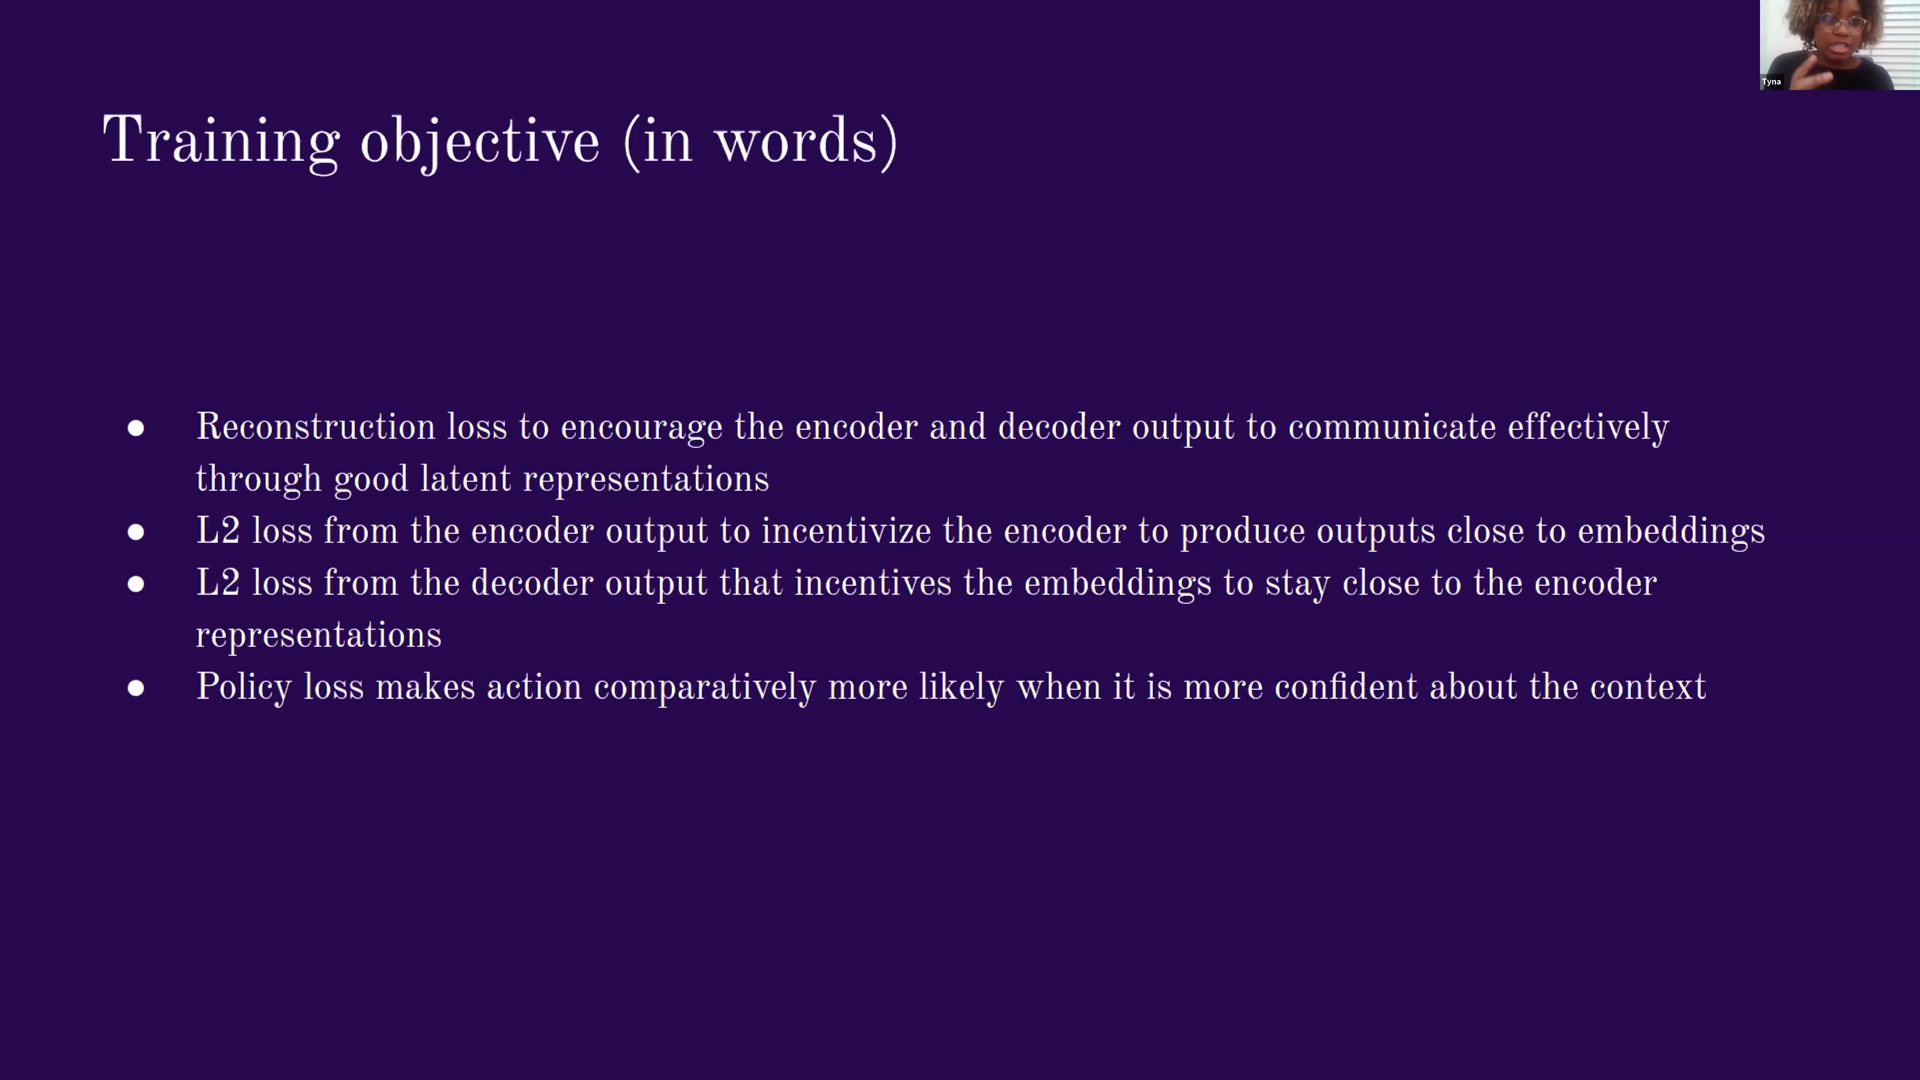 Tyna
Training objective (in words)
● Reconstruction loss to encourage the encoder and decoder output to communicate effectively
through good latent representations
● L2 loss from the encoder output to incentivize the encoder to produce outputs close to embeddings
● L2 loss from the decoder output that incentives the embeddings to stay close to the encoder
representations
● Policy loss makes action comparatively more likely when it is more confident about the context